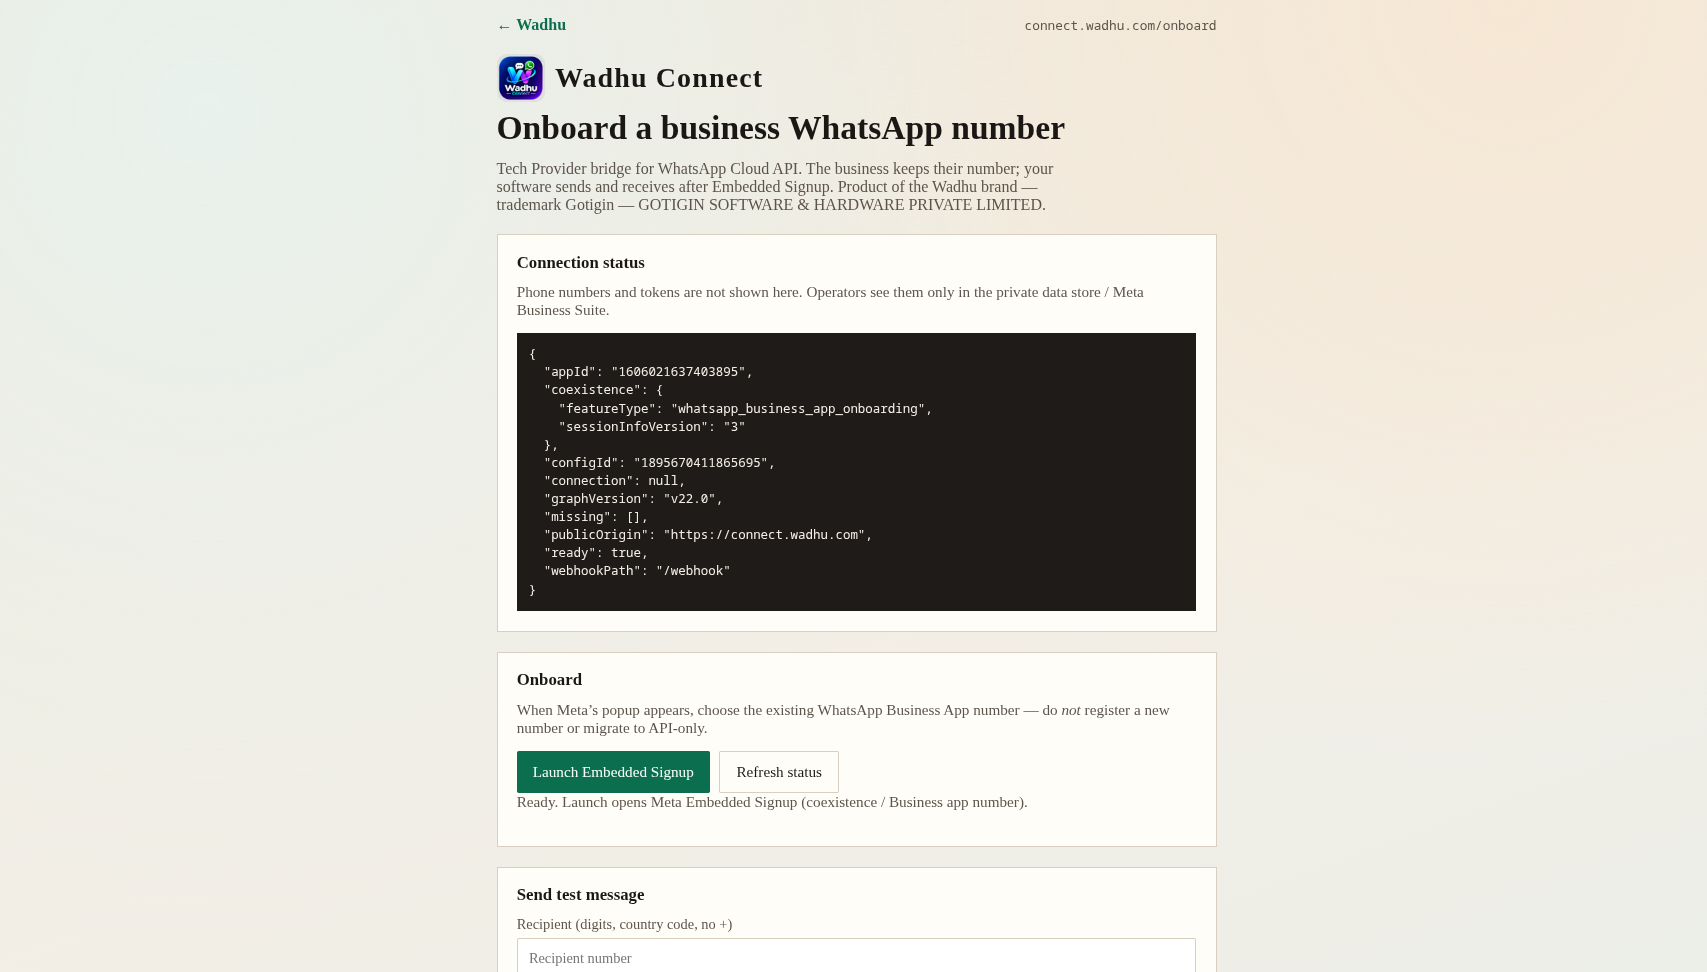 ← Wadhu
connect.wadhu.com/onboard
Wadhu
Wadhu Connect
Onboard a business WhatsApp number
Tech Provider bridge for WhatsApp Cloud API. The business keeps their number; your
software sends and receives after Embedded Signup. Product of the Wadhu brand —
trademark Gotigin — GOTIGIN SOFTWARE & HARDWARE PRIVATE LIMITED.
Connection status
Phone numbers and tokens are not shown here. Operators see them only in the private data store / Meta
Business Suite.
{
  "appId": "1606021637403895",
  "coexistence": {
    "featureType": "whatsapp_business_app_onboarding",
    "sessionInfoVersion": "3"
  },
  "configId": "1895670411865695",
  "connection": null,
  "graphVersion": "v22.0",
  "missing": [],
  "publicOrigin": "https://connect.wadhu.com",
  "ready": true,
  "webhookPath": "/webhook"
}
Onboard
When Meta’s popup appears, choose the existing WhatsApp Business App number — do not register a new
number or migrate to API-only.
Launch Embedded Signup
Refresh status
Ready. Launch opens Meta Embedded Signup (coexistence / Business app number).
Send test message
Recipient (digits, country code, no +)
Recipient number